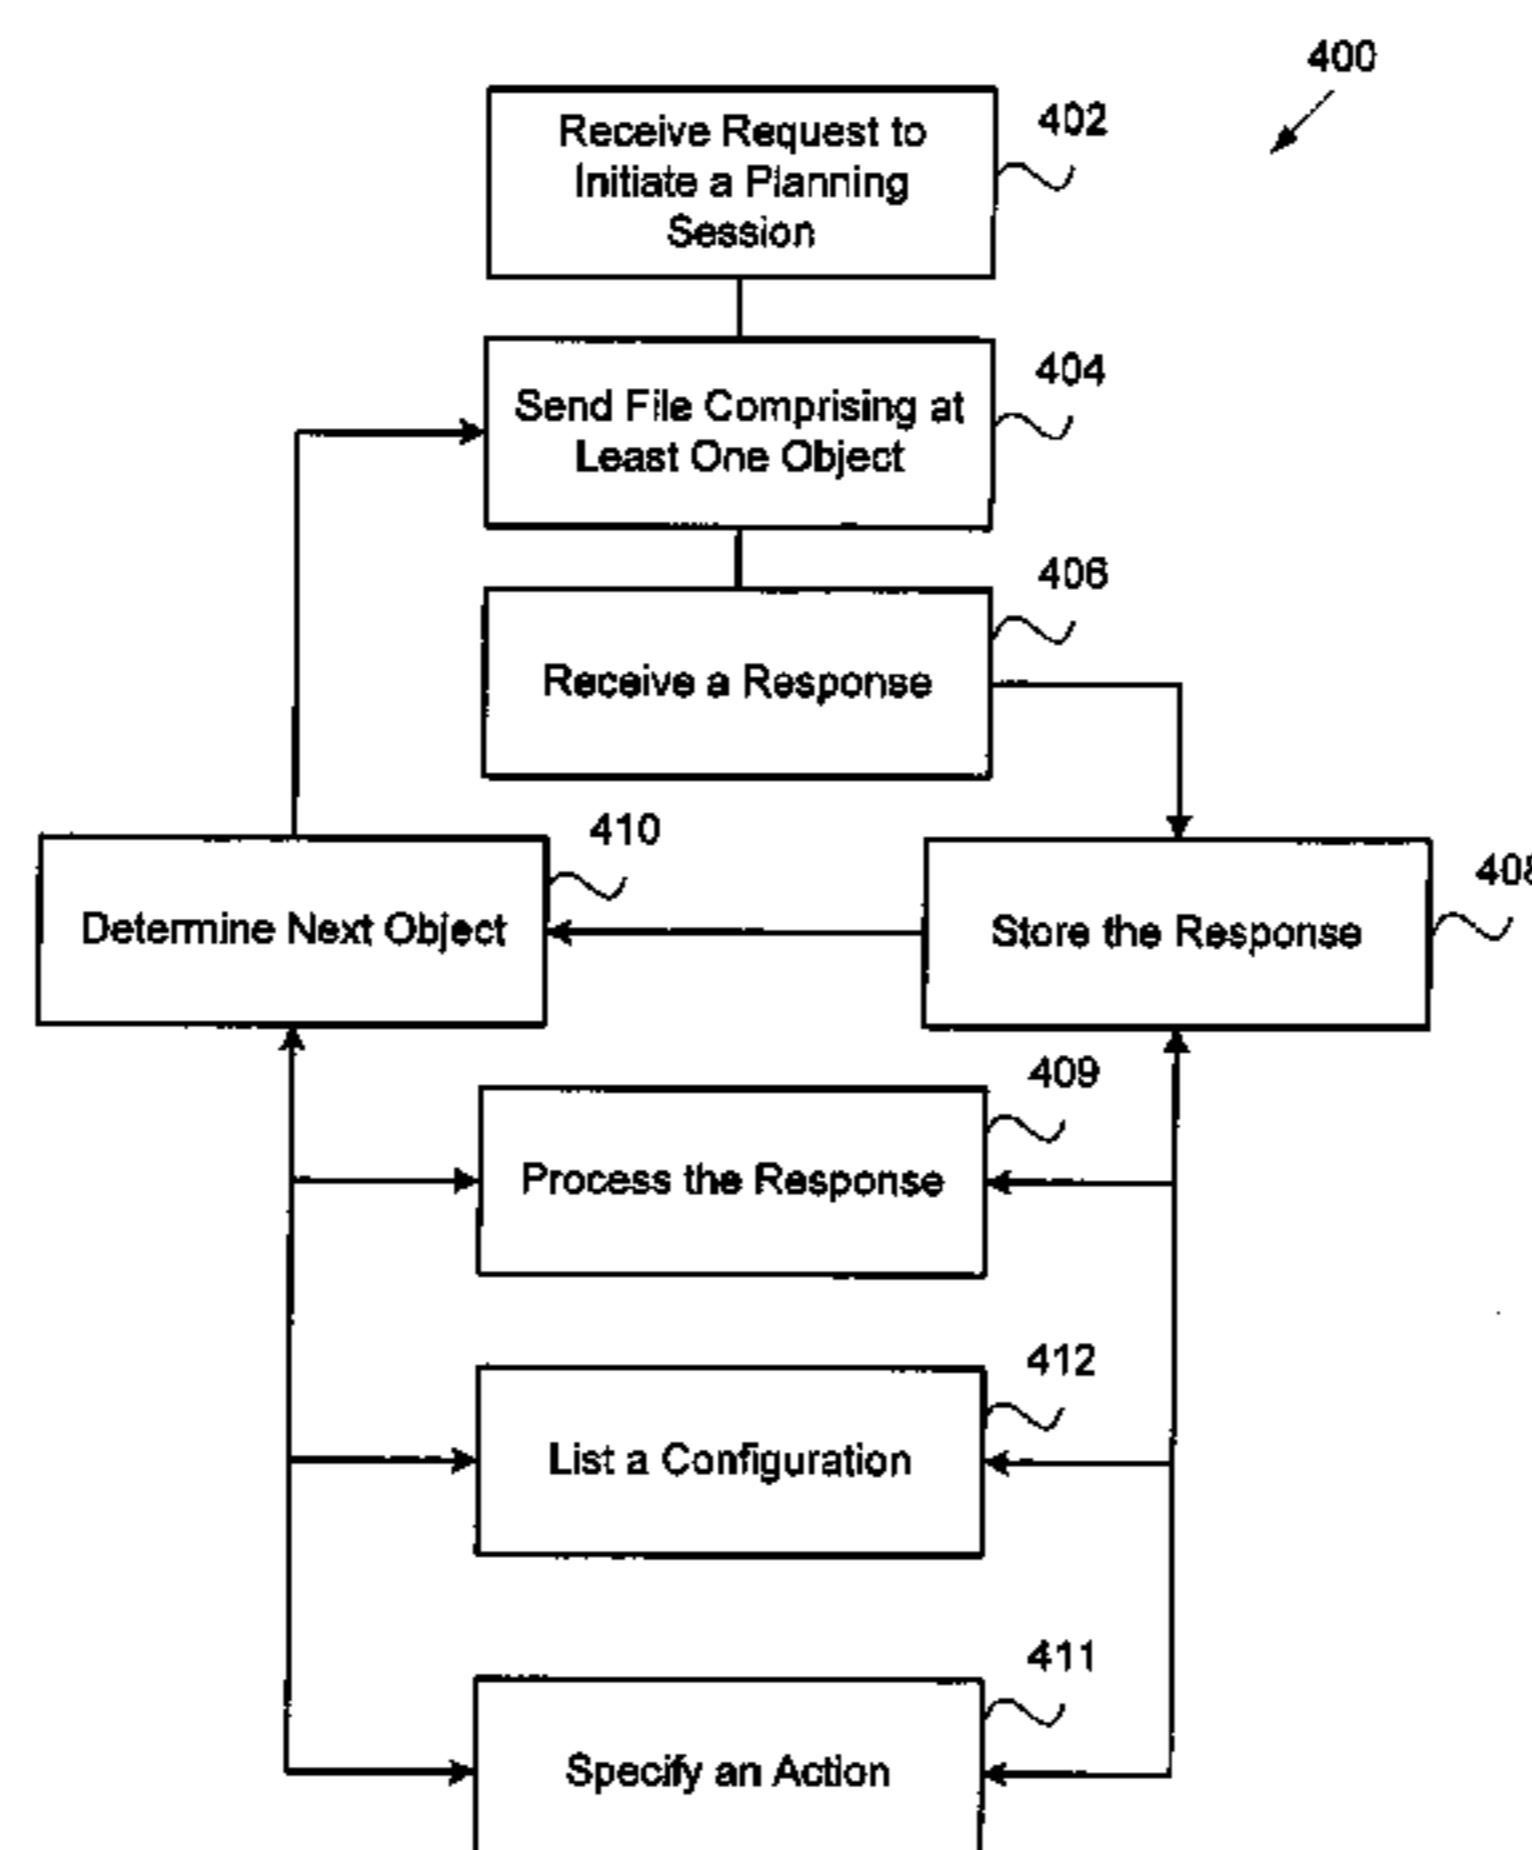 400
Receive Request to
Initiate a Planning
Session
402
Send File Comprising at
Least One Object
404
Receive a Response
406
Determine Next Object
410
Store the Response
408
Process the Response
409
List a Configuration
412
Specify an Action
411